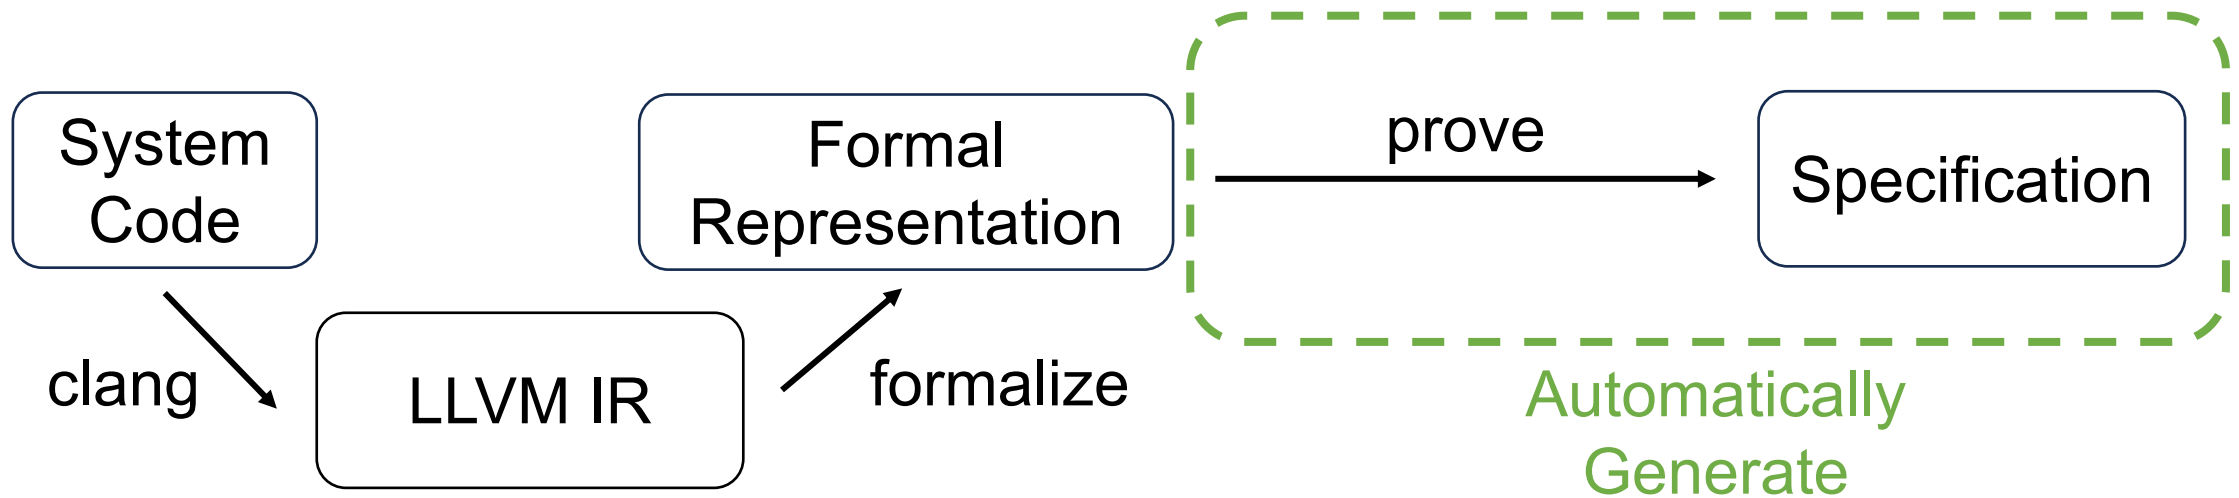 System
Code
clang
LLVM IR
formalize
Formal
Representation
prove
Specification
Automatically
Generate